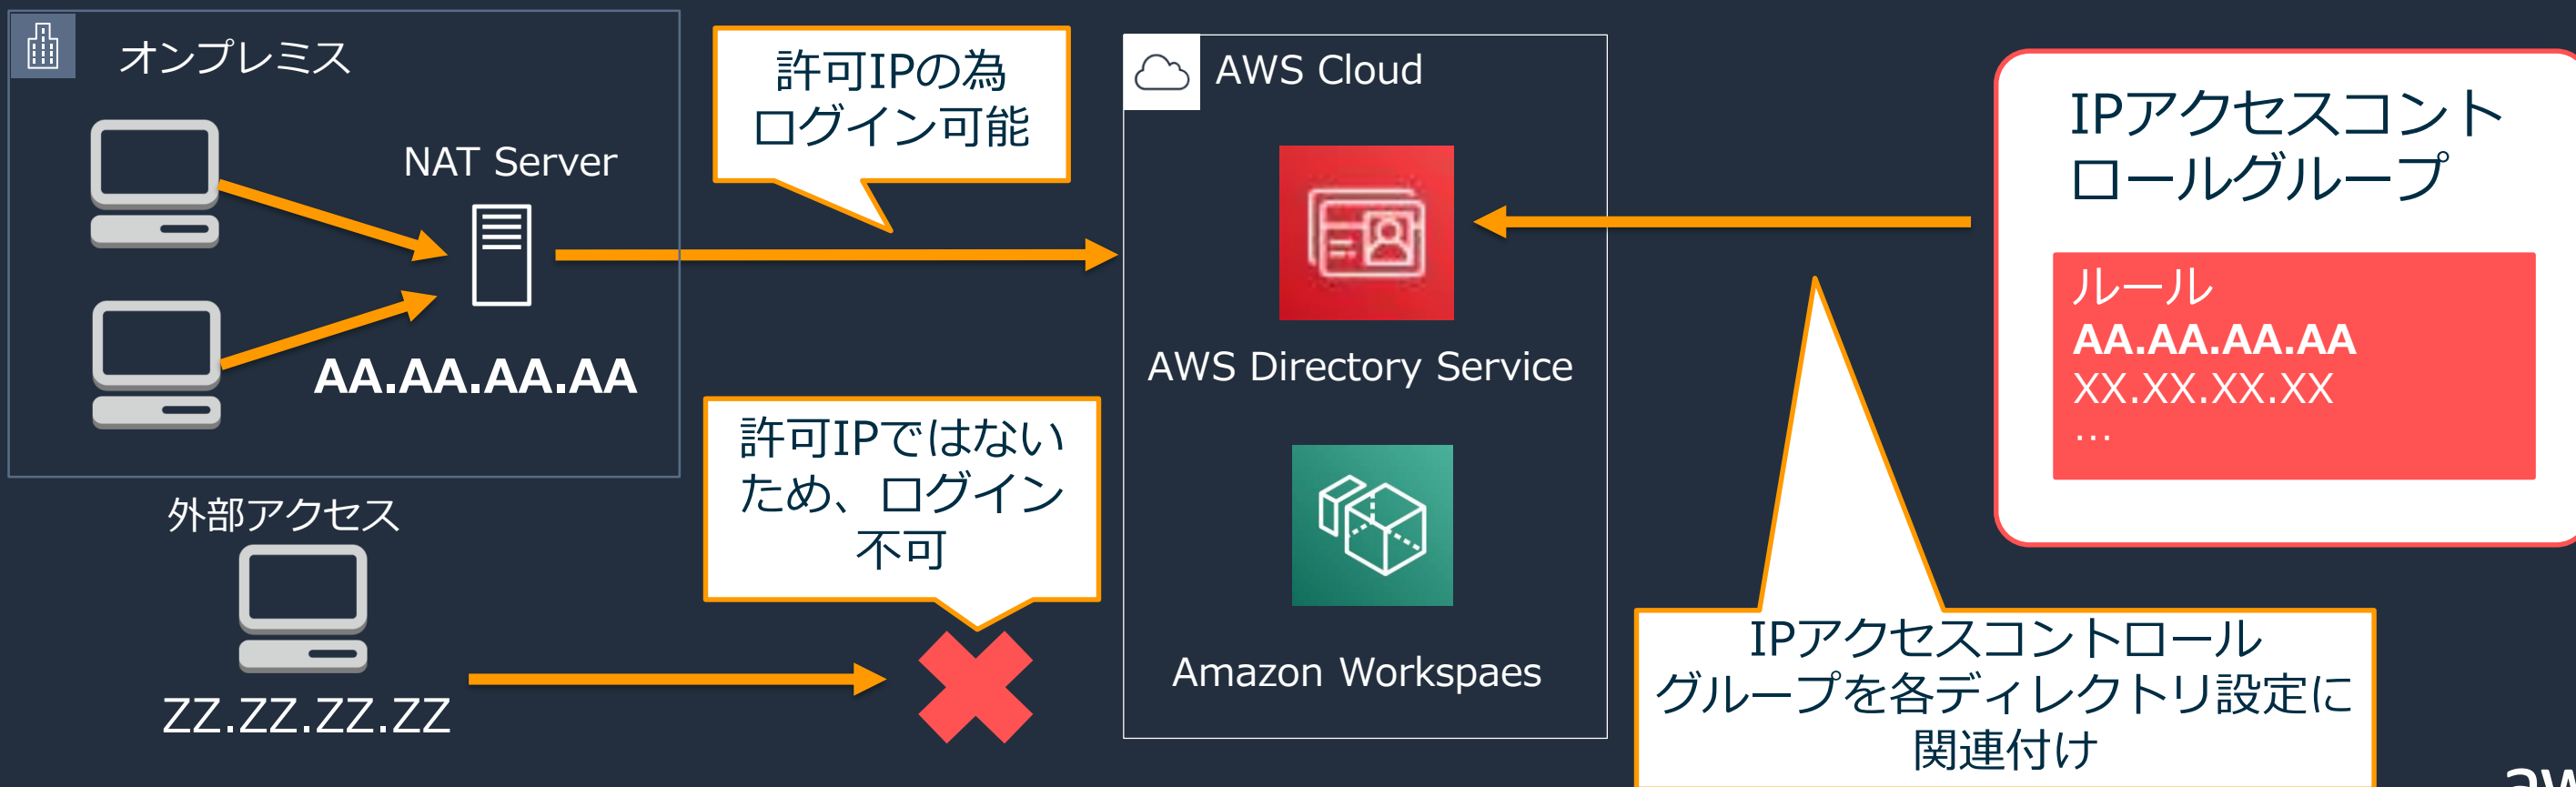 オンプレミス
NAT Server
AA.AA.AA.AA
外部アクセス
ZZ.ZZ.ZZ.ZZ
許可IPの為
ログイン可能
許可IPではない
ため、ログイン
不可
AWS Cloud
AWS Directory Service
Amazon Workspaes
IPアクセスコント
ロールグループ
ルール
AA.AA.AA.AA
XX.XX.XX.XX
…
IPアクセスコントロール
グループを各ディレクトリ設定に
関連付け